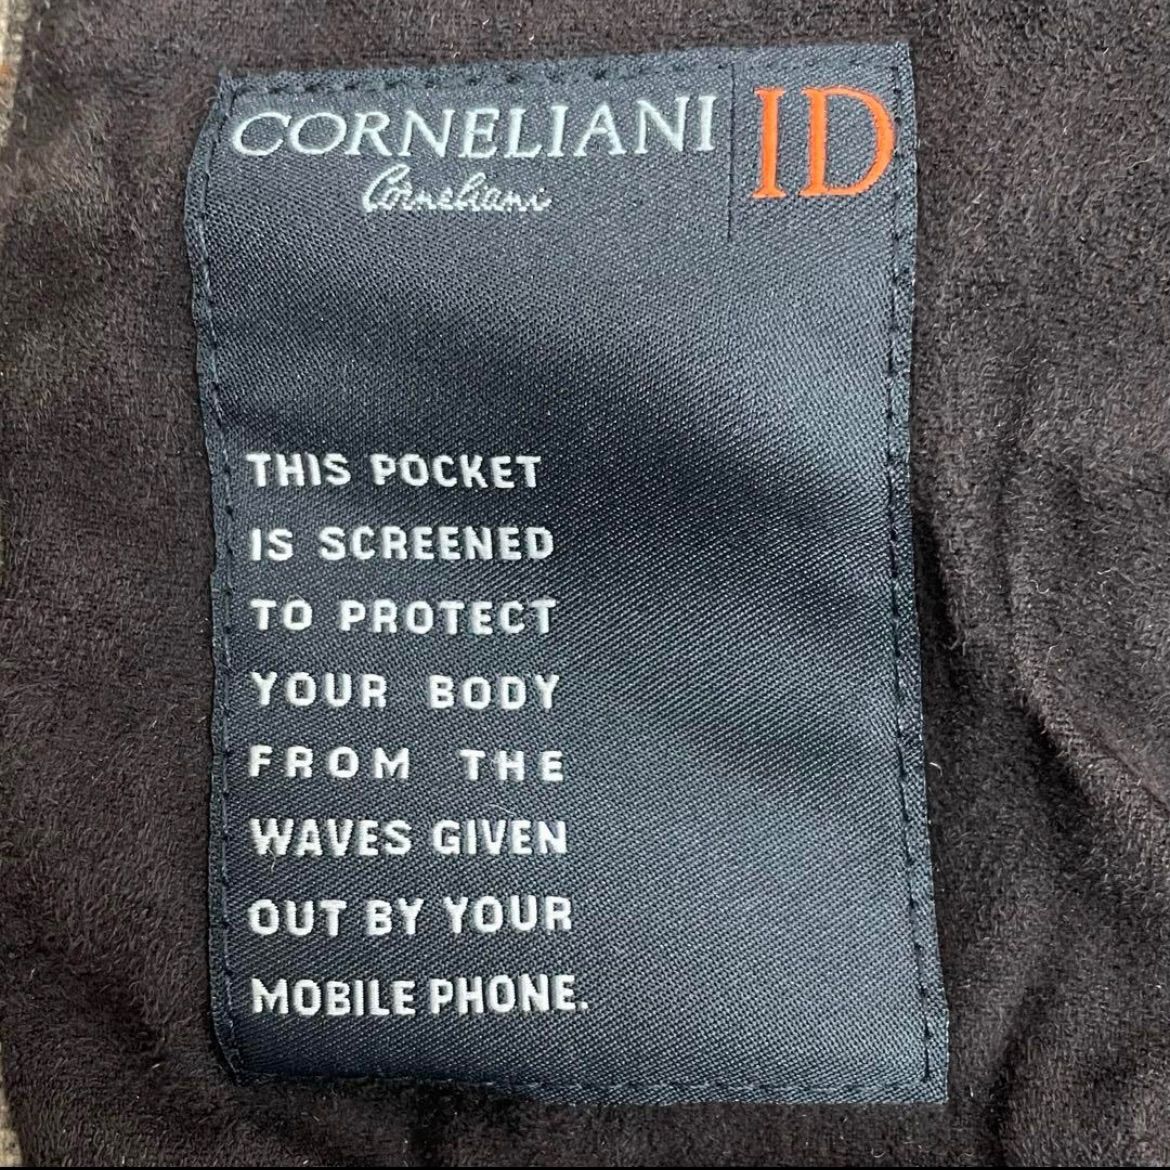 CORNELIANI ID
Corneliani
THIS POCKET
IS SCREENED
TO PROTECT
YOUR BODY
FROM THE
WAVES GIVEN
OUT BY YOUR
MOBILE PHONE.